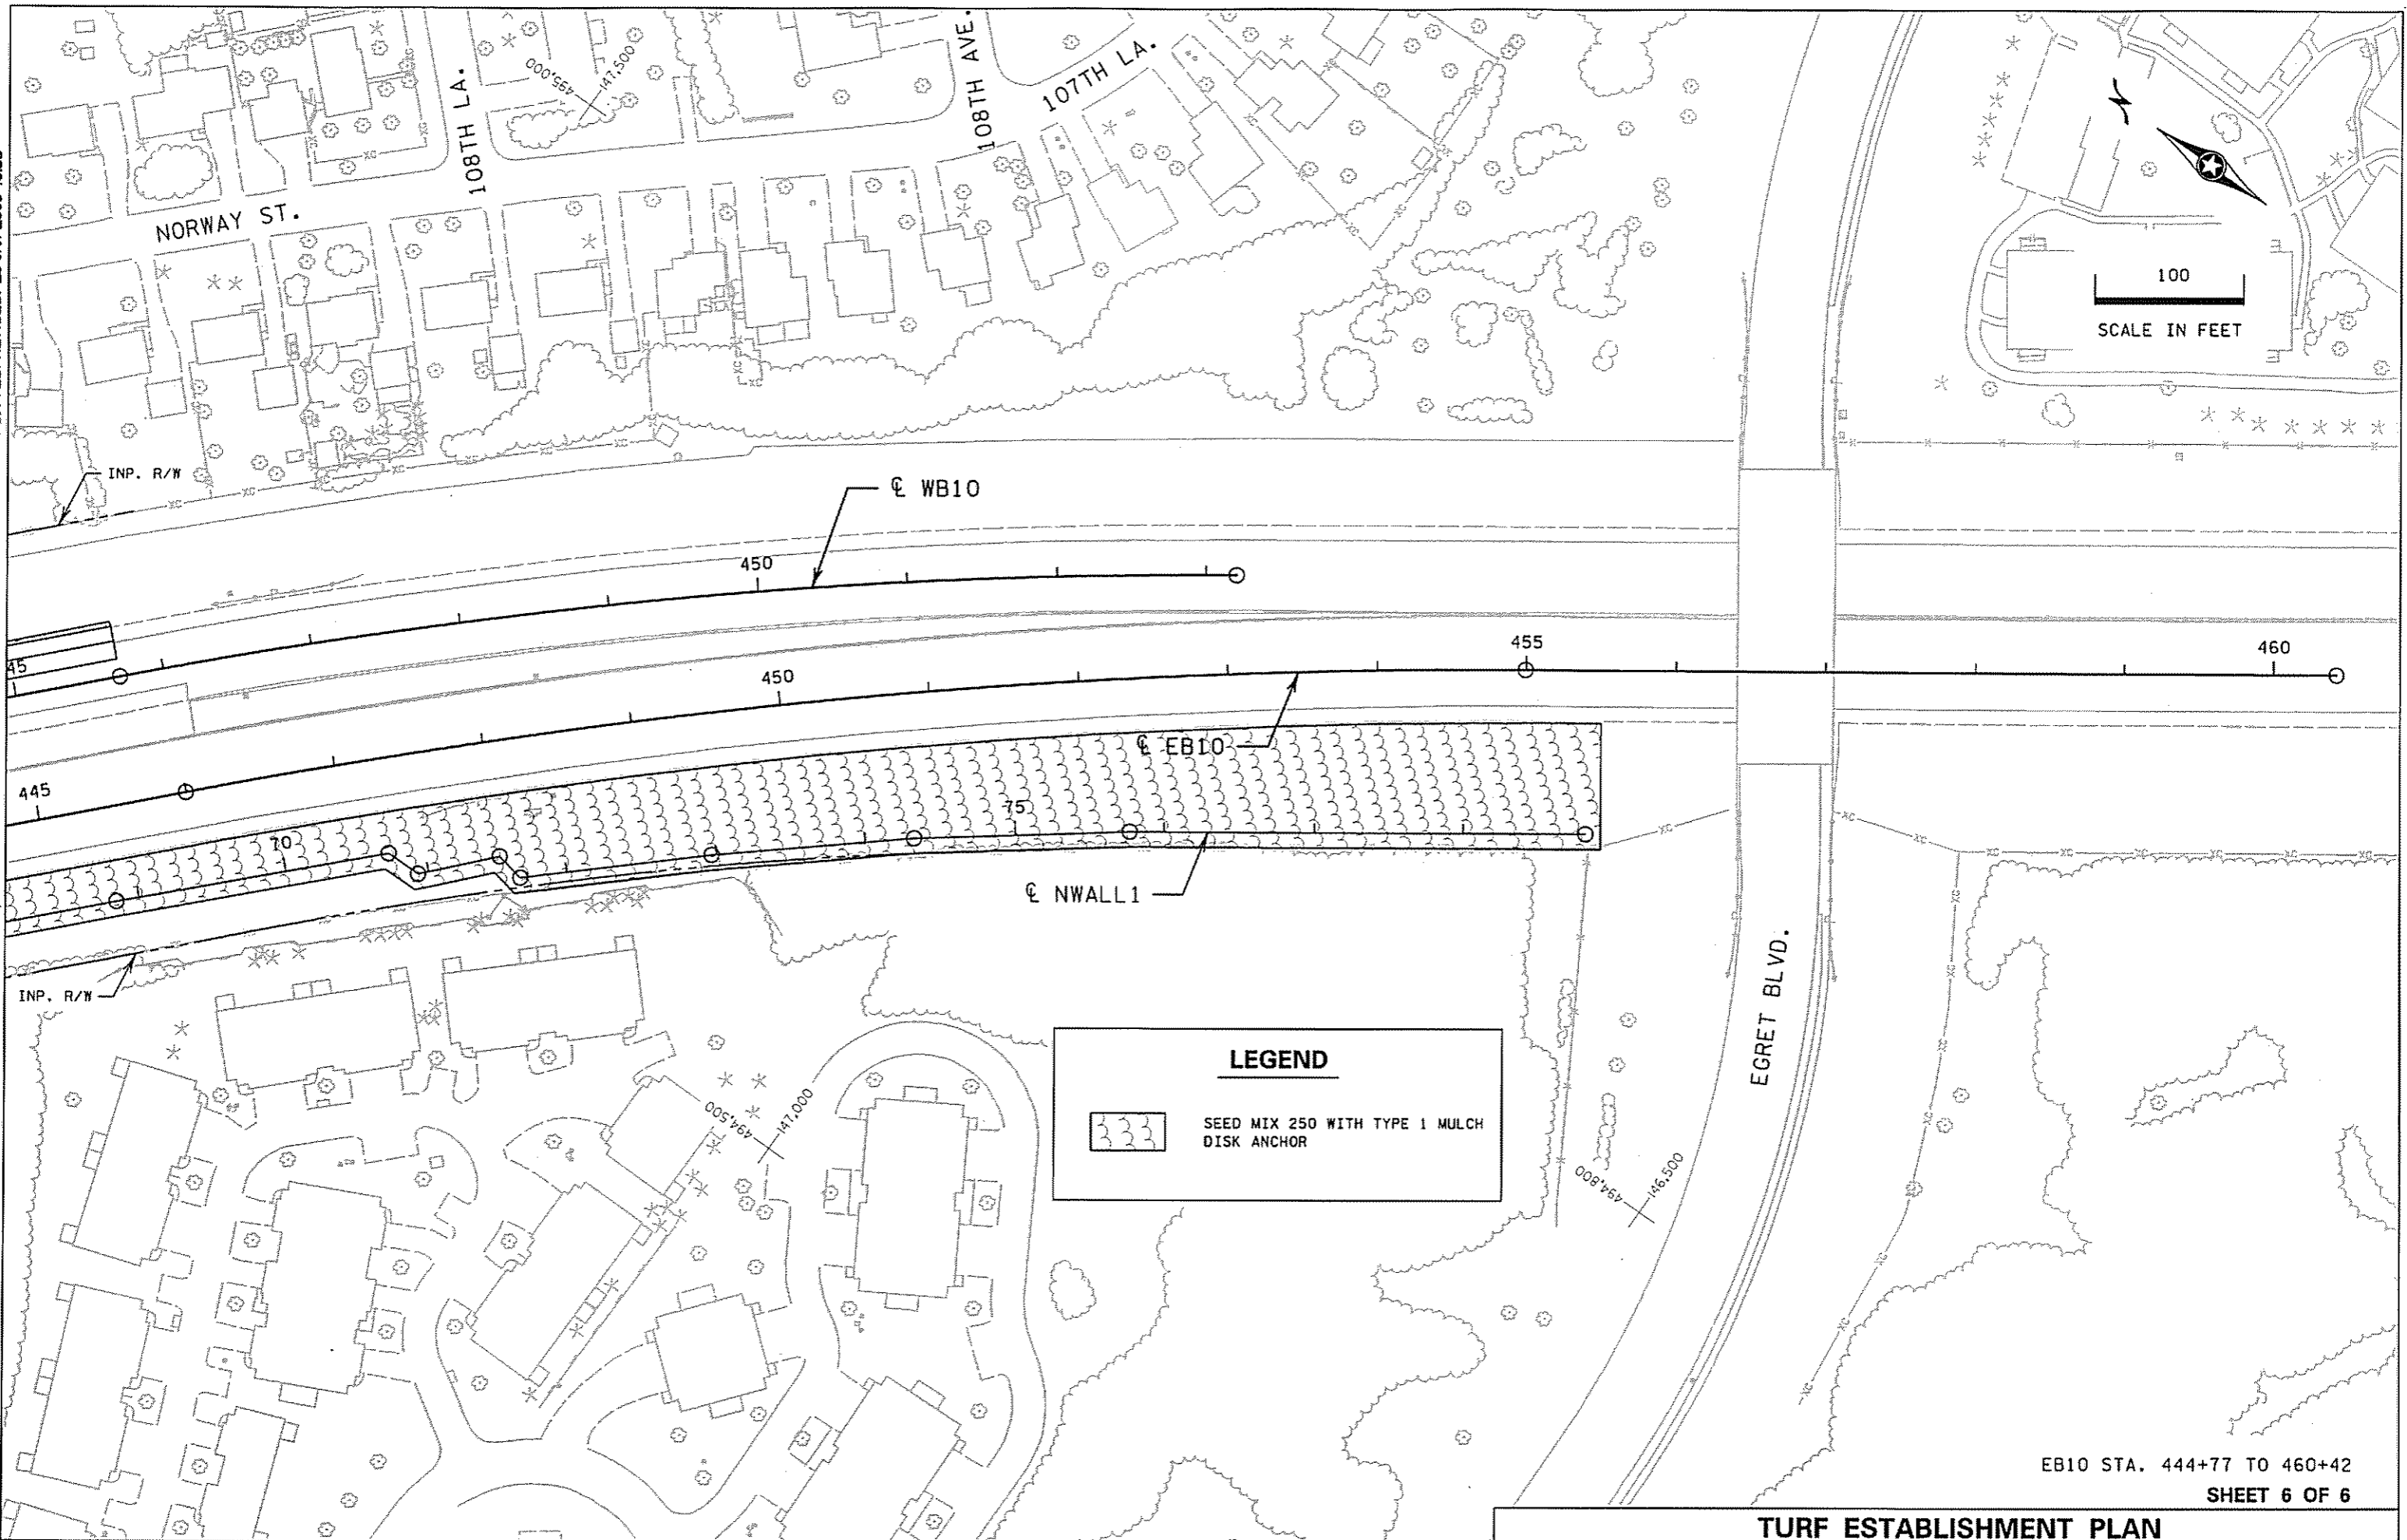 108TH LA.
495,000
147,500
108TH AVE.
107TH LA.
NORWAY ST.
N
100
SCALE IN FEET
INP. R/W
℄ WB10
450
45
455
460
450
℄ EB10
445
75
70
℄ NWALL1
INP. R/W
EGRET BLVD.
LEGEND
SEED MIX 250 WITH TYPE 1 MULCH
DISK ANCHOR
494,500
147,000
494,800
146,500
EB10 STA. 444+77 TO 460+42
SHEET 6 OF 6
TURF ESTABLISHMENT PLAN